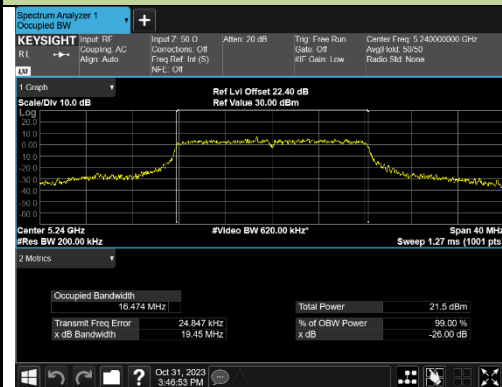 Spectrum Analyzer 1
Occupied BW
KEYSIGHT Input: RF Input Z: 50 Ω Atten: 20 dB Trig: Free Run Center Freq: 5.240000000 GHz
RL Coupling: AC Corrections: Off Gate: Off Avg|Hold: 50/50
Align: Auto Freq Ref: Int (S) #IF Gain: Low Radio Std: None
LXI NFE: Off
1 Graph
Ref Lvl Offset 22.40 dB
Scale/Div 10.0 dB Ref Value 30.00 dBm
Log
20.0
10.0
0.00
-10.0
-20.0
-30.0
-40.0
-50.0
-60.0
Center 5.24 GHz #Video BW 620.00 kHz* Span 40 MHz
#Res BW 200.00 kHz Sweep 1.27 ms (1001 pts
2 Metrics
Occupied Bandwidth
16.474 MHz Total Power 21.5 dBm
Transmit Freq Error 24.847 kHz % of OBW Power 99.00 %
x dB Bandwidth 19.45 MHz x dB -26.00 dB
? Oct 31, 2023
3:46:53 PM